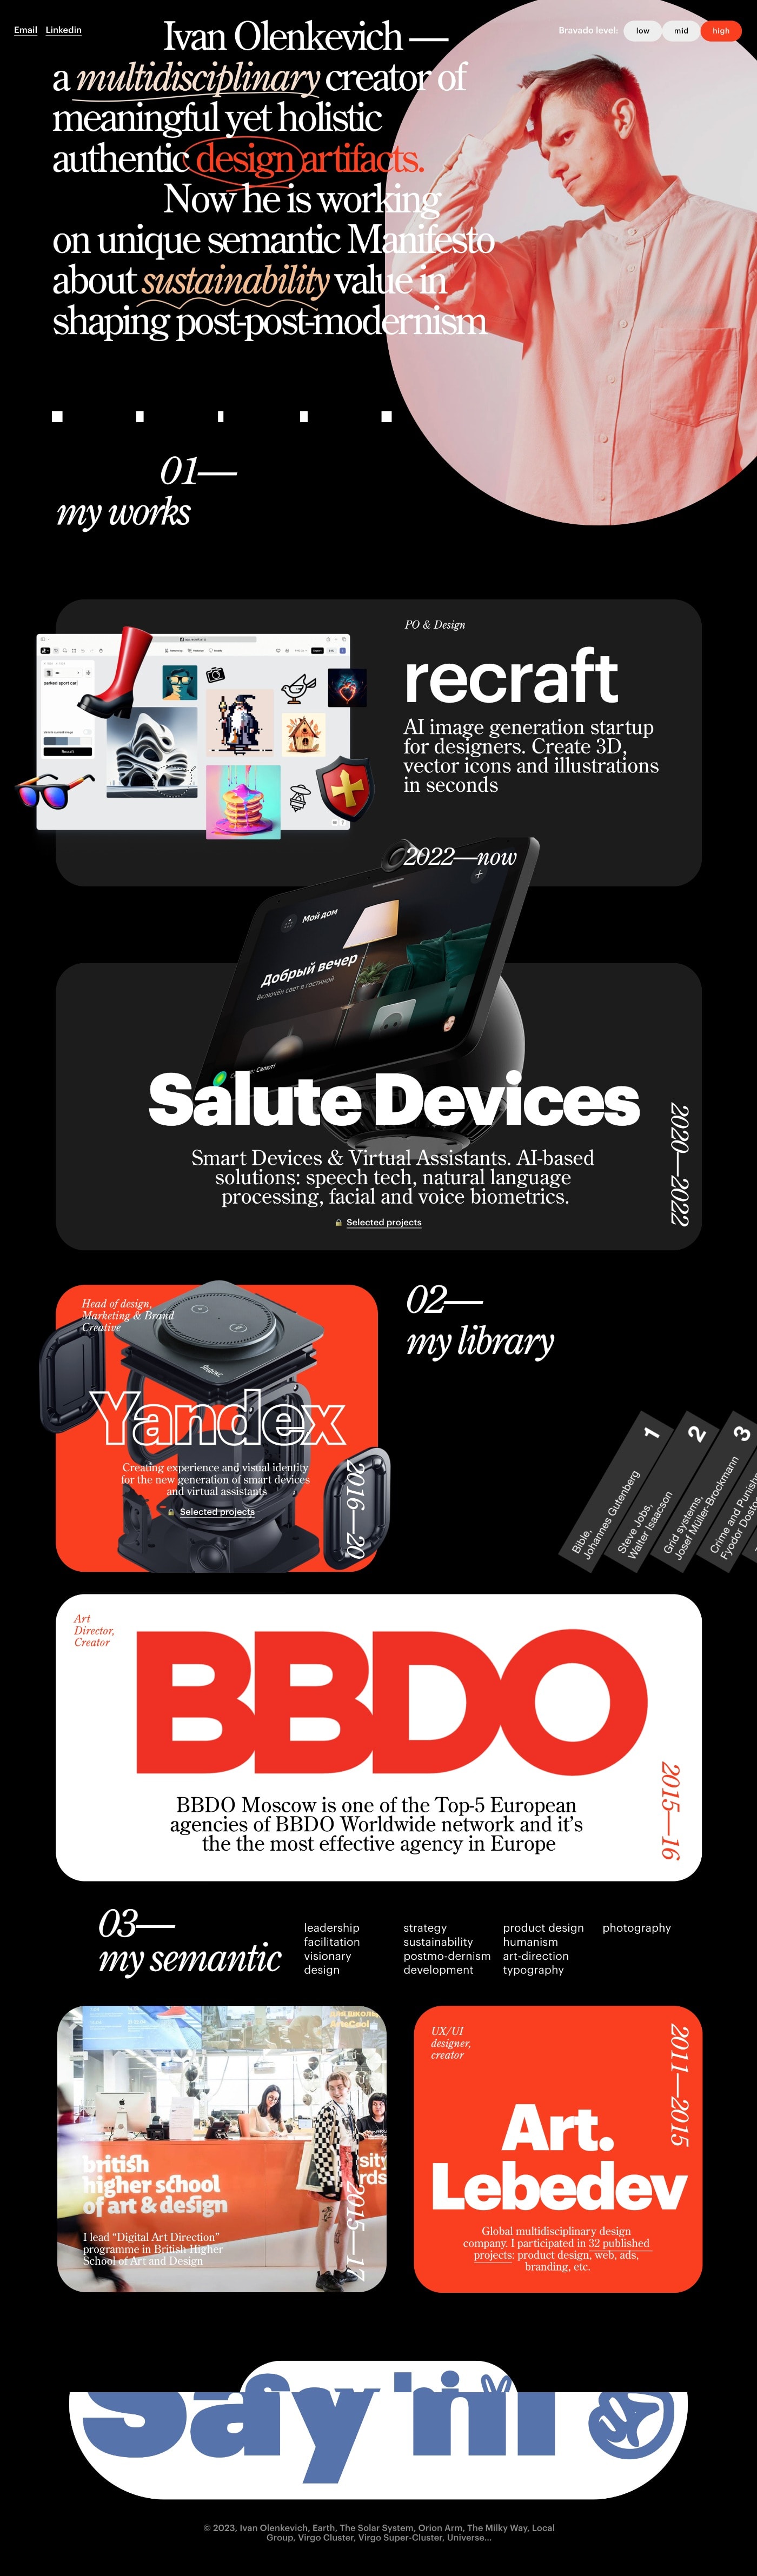 Email Linkedin
Bravado level: low mid high
Ivan Olenkevich —
a multidisciplinary creator of
meaningful yet holistic
authentic design artifacts.
Now he is working
on unique semantic Manifesto
about sustainability value in
shaping post-post-modernism
01—
my works
parked sport car
Recraft
PO & Design
recraft
AI image generation startup
for designers. Create 3D,
vector icons and illustrations
in seconds
2022—now
Мой дом
Добрый вечер
Включён свет в гостиной
Салют!
Salute Devices
Smart Devices & Virtual Assistants. AI-based
solutions: speech tech, natural language
processing, facial and voice biometrics.
Selected projects
2020—2022
Head of design,
Marketing & Brand
Creative
Яндекс
Yandex
Creating experience and visual identity
for the new generation of smart devices
and virtual assistants
Selected projects
2016—20
02—
my library
1
Bible,
Johannes Gutenberg
2
Steve Jobs,
Walter Isaacson
3
Grid systems,
Josef Müller-Brockmann
Crime and
Fyodor
Art
Director,
Creator
BBDO
BBDO Moscow is one of the Top-5 European
agencies of BBDO Worldwide network and it's
the the most effective agency in Europe
2015—16
03—
my semantic
leadership
facilitation
visionary
design
strategy
sustainability
postmo-dernism
development
product design
humanism
art-direction
typography
photography
british
higher school
of art & design
I lead “Digital Art Direction”
programme in British Higher
School of Art and Design
2015—17
UX/UI
designer,
creator
2011—2015
Art.
Lebedev
Global multidisciplinary design
company. I participated in 32 published
projects: product design, web, ads,
branding, etc.
Say hi
© 2023, Ivan Olenkevich, Earth, The Solar System, Orion Arm, The Milky Way, Local
Group, Virgo Cluster, Virgo Super-Cluster, Universe...